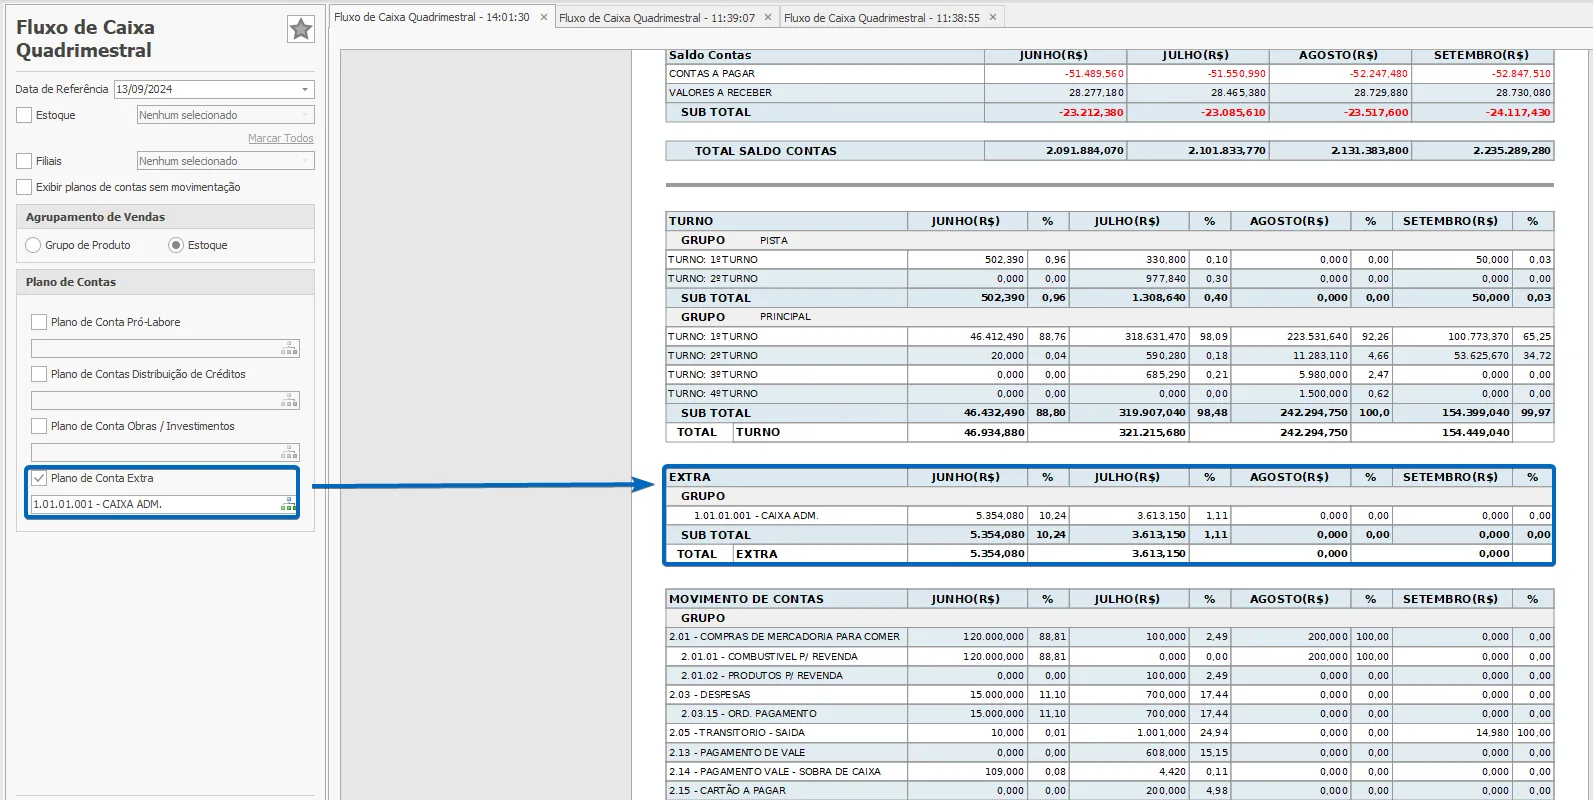 Fluxo de Caixa Quadrimestral - 14:01:30 × Fluxo de Caixa Quadrimestral - 11:39:07 × Fluxo de Caixa Quadrimestral - 11:38:55 ×
Fluxo de Caixa
Quadrimestral
Data de Referência 13/09/2024
Estoque Nenhum selecionado
Marcar Todos
Filiais Nenhum selecionado
Exibir planos de contas sem movimentação
Agrupamento de Vendas
Grupo de Produto Estoque
Plano de Contas
Plano de Conta Pró-Labore
Plano de Contas Distribuição de Créditos
Plano de Conta Obras / Investimentos
Plano de Conta Extra
1.01.01.001 - CAIXA ADM.
Saldo Contas JUNHO(R$) JULHO(R$) AGOSTO(R$) SETEMBRO(R$)
CONTAS A PAGAR -51.489,560 -51.550,990 -52.247,480 -52.847,510
VALORES A RECEBER 28.277,180 28.465,380 28.729,880 28.730,080
SUB TOTAL -23.212,380 -23.085,610 -23.517,600 -24.117,430
TOTAL SALDO CONTAS 2.091.884,070 2.101.833,770 2.131.383,800 2.235.289,280
TURNO JUNHO(R$) % JULHO(R$) % AGOSTO(R$) % SETEMBRO(R$) %
GRUPO PISTA
TURNO: 1ºTURNO 502,390 0,96 330,800 0,10 0,000 0,00 50,000 0,03
TURNO: 2ºTURNO 0,000 0,00 977,840 0,30 0,000 0,00 0,000 0,00
SUB TOTAL 502,390 0,96 1.308,640 0,40 0,000 0,00 50,000 0,03
GRUPO PRINCIPAL
TURNO: 1ºTURNO 46.412,490 88,76 318.631,470 98,09 223.531,640 92,26 100.773,370 65,25
TURNO: 2ºTURNO 20,000 0,04 590,280 0,18 11.283,110 4,66 53.625,670 34,72
TURNO: 3ºTURNO 0,000 0,00 685,290 0,21 5.980,000 2,47 0,000 0,00
TURNO: 4ºTURNO 0,000 0,00 0,000 0,00 1.500,000 0,62 0,000 0,00
SUB TOTAL 46.432,490 88,80 319.907,040 98,48 242.294,750 100,0 154.399,040 99,97
TOTAL TURNO 46.934,880 321.215,680 242.294,750 154.449,040
EXTRA JUNHO(R$) % JULHO(R$) % AGOSTO(R$) % SETEMBRO(R$) %
GRUPO
1.01.01.001 - CAIXA ADM. 5.354,080 10,24 3.613,150 1,11 0,000 0,00 0,000 0,00
SUB TOTAL 5.354,080 10,24 3.613,150 1,11 0,000 0,00 0,000 0,00
TOTAL EXTRA 5.354,080 3.613,150 0,000 0,000
MOVIMENTO DE CONTAS JUNHO(R$) % JULHO(R$) % AGOSTO(R$) % SETEMBRO(R$) %
GRUPO
2.01 - COMPRAS DE MERCADORIA PARA COMER 120.000,000 88,81 100,000 2,49 200,000 100,00 0,000 0,00
2.01.01 - COMBUSTIVEL P/ REVENDA 120.000,000 88,81 0,000 0,00 200,000 100,00 0,000 0,00
2.01.02 - PRODUTOS P/ REVENDA 0,000 0,00 100,000 2,49 0,000 0,00 0,000 0,00
2.03 - DESPESAS 15.000,000 11,10 700,000 17,44 0,000 0,00 0,000 0,00
2.03.15 - ORD. PAGAMENTO 15.000,000 11,10 700,000 17,44 0,000 0,00 0,000 0,00
2.05 - TRANSITORIO - SAIDA 10,000 0,01 1.001,000 24,94 0,000 0,00 14,980 100,00
2.13 - PAGAMENTO DE VALE 0,000 0,00 608,000 15,15 0,000 0,00 0,000 0,00
2.14 - PAGAMENTO VALE - SOBRA DE CAIXA 109,000 0,08 4,420 0,11 0,000 0,00 0,000 0,00
2.15 - CARTÃO A PAGAR 0,000 0,00 200,000 4,98 0,000 0,00 0,000 0,00